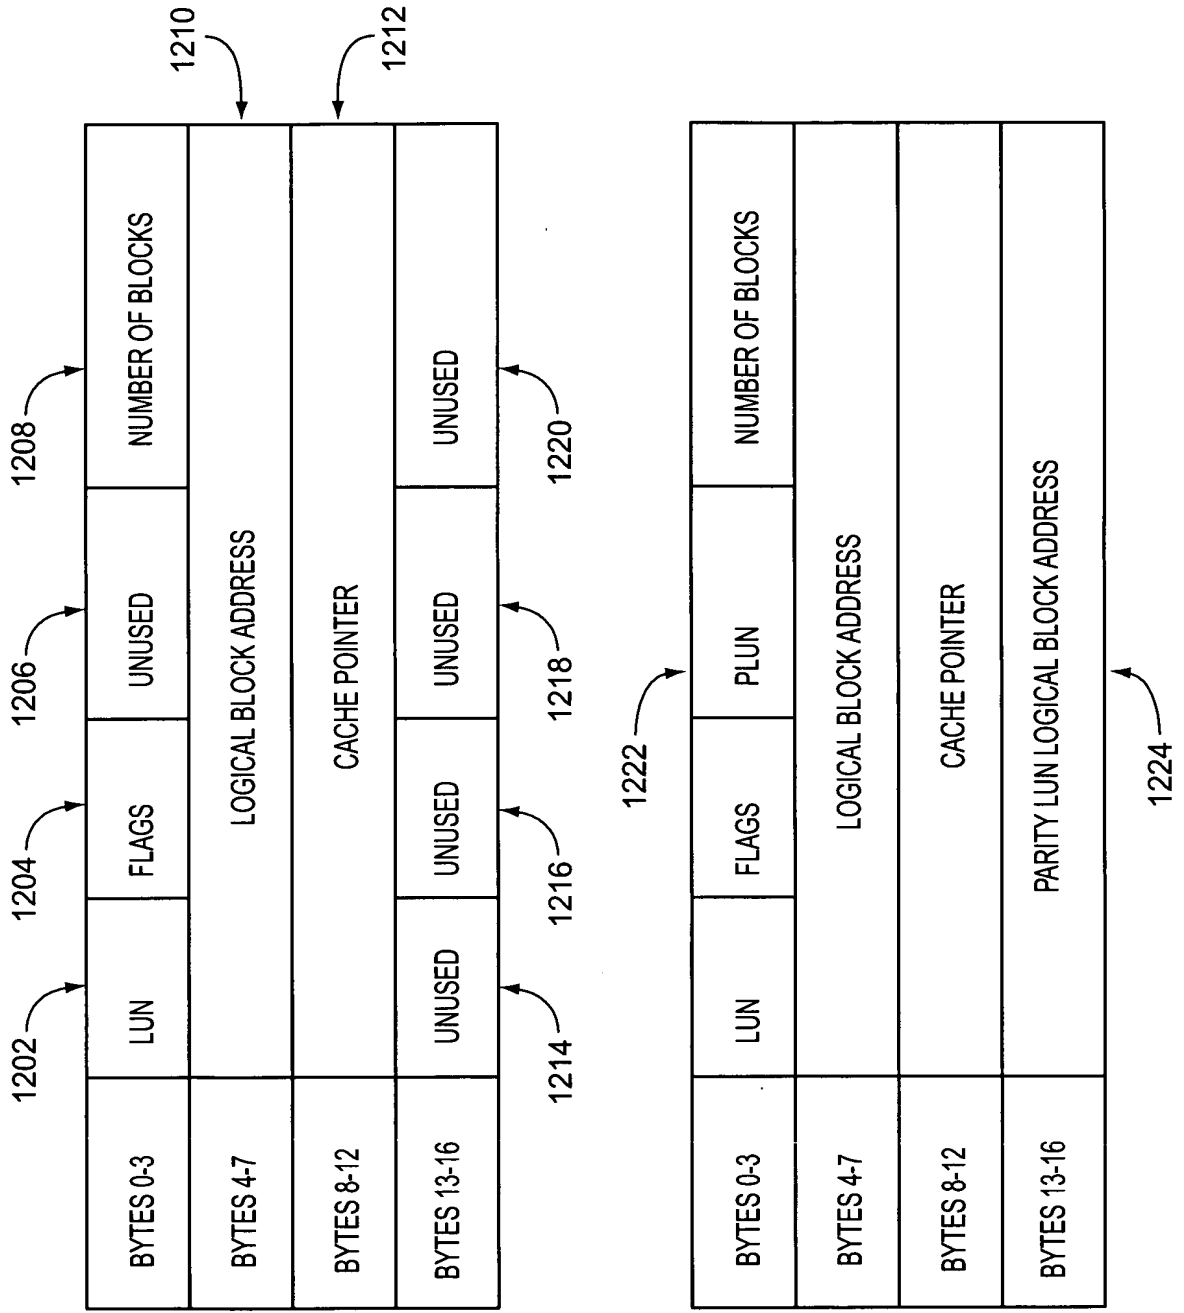 1202 1204 1206 1208
BYTES 0-3 LUN FLAGS UNUSED NUMBER OF BLOCKS
1210
BYTES 4-7 LOGICAL BLOCK ADDRESS
BYTES 8-12 CACHE POINTER
1212
BYTES 13-16 UNUSED UNUSED UNUSED UNUSED
1214 1216 1218 1220
1222
BYTES 0-3 LUN FLAGS PLUN NUMBER OF BLOCKS
BYTES 4-7 LOGICAL BLOCK ADDRESS
BYTES 8-12 CACHE POINTER
BYTES 13-16 PARITY LUN LOGICAL BLOCK ADDRESS
1224